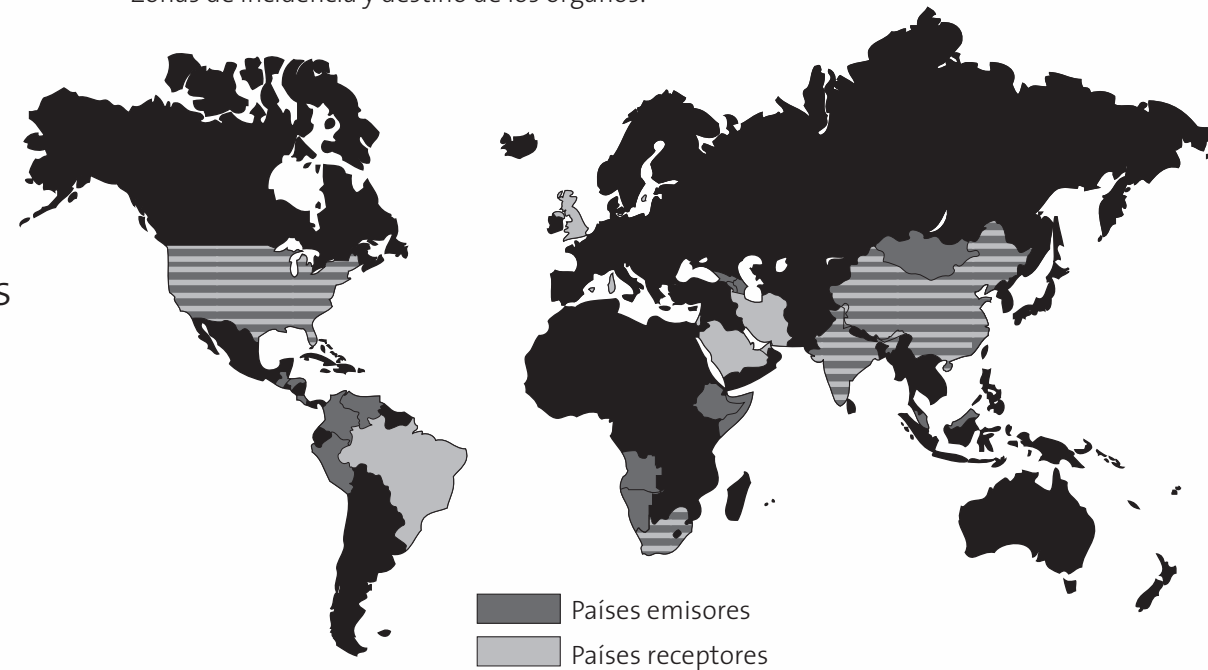 Zonas de incidencia y destino de los órganos.
s
Países emisores
Países receptores